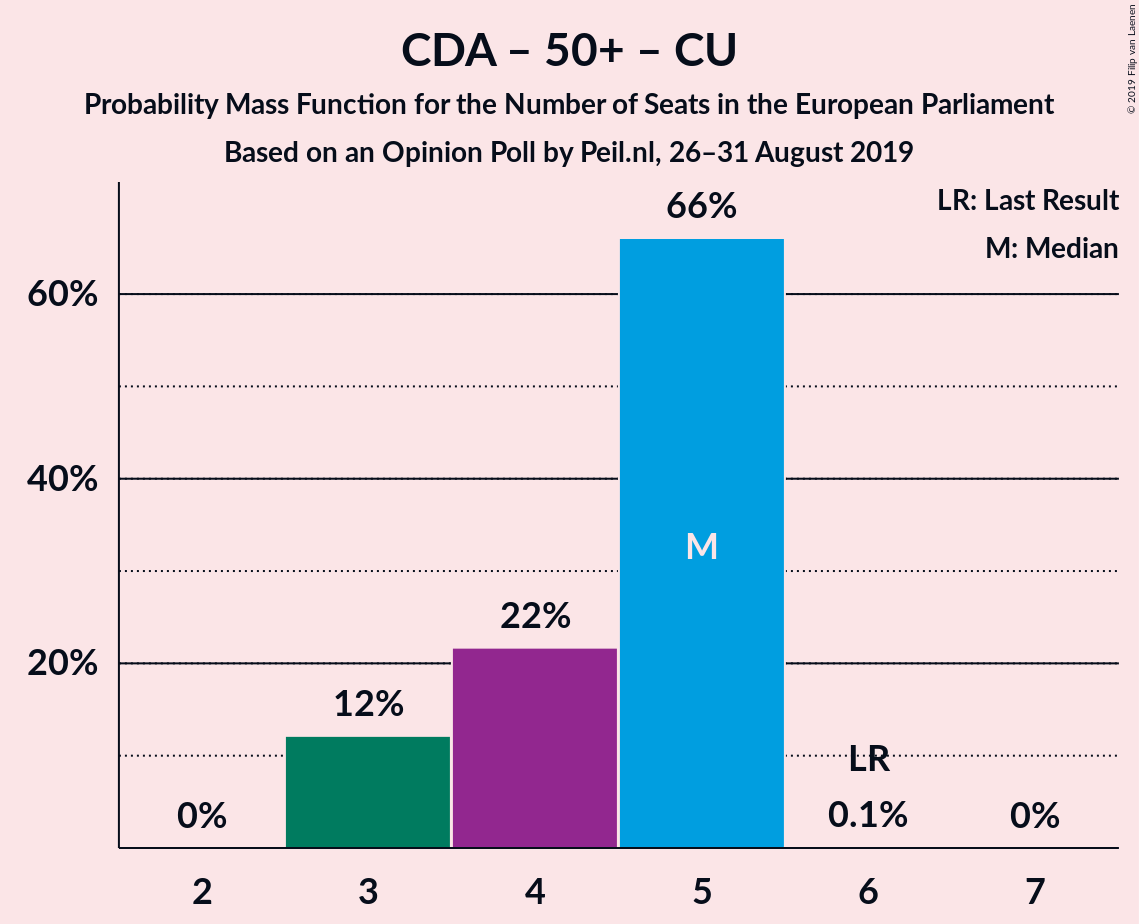 CDA – 50+ – CU
Probability Mass Function for the Number of Seats in the European Parliament
Based on an Opinion Poll by Peil.nl, 26–31 August 2019
© 2019 Filip van Laenen
LR: Last Result
M: Median
66%
60%
40%
M
22%
20%
12%
LR
0%
0.1%
0%
2 3 4 5 6 7